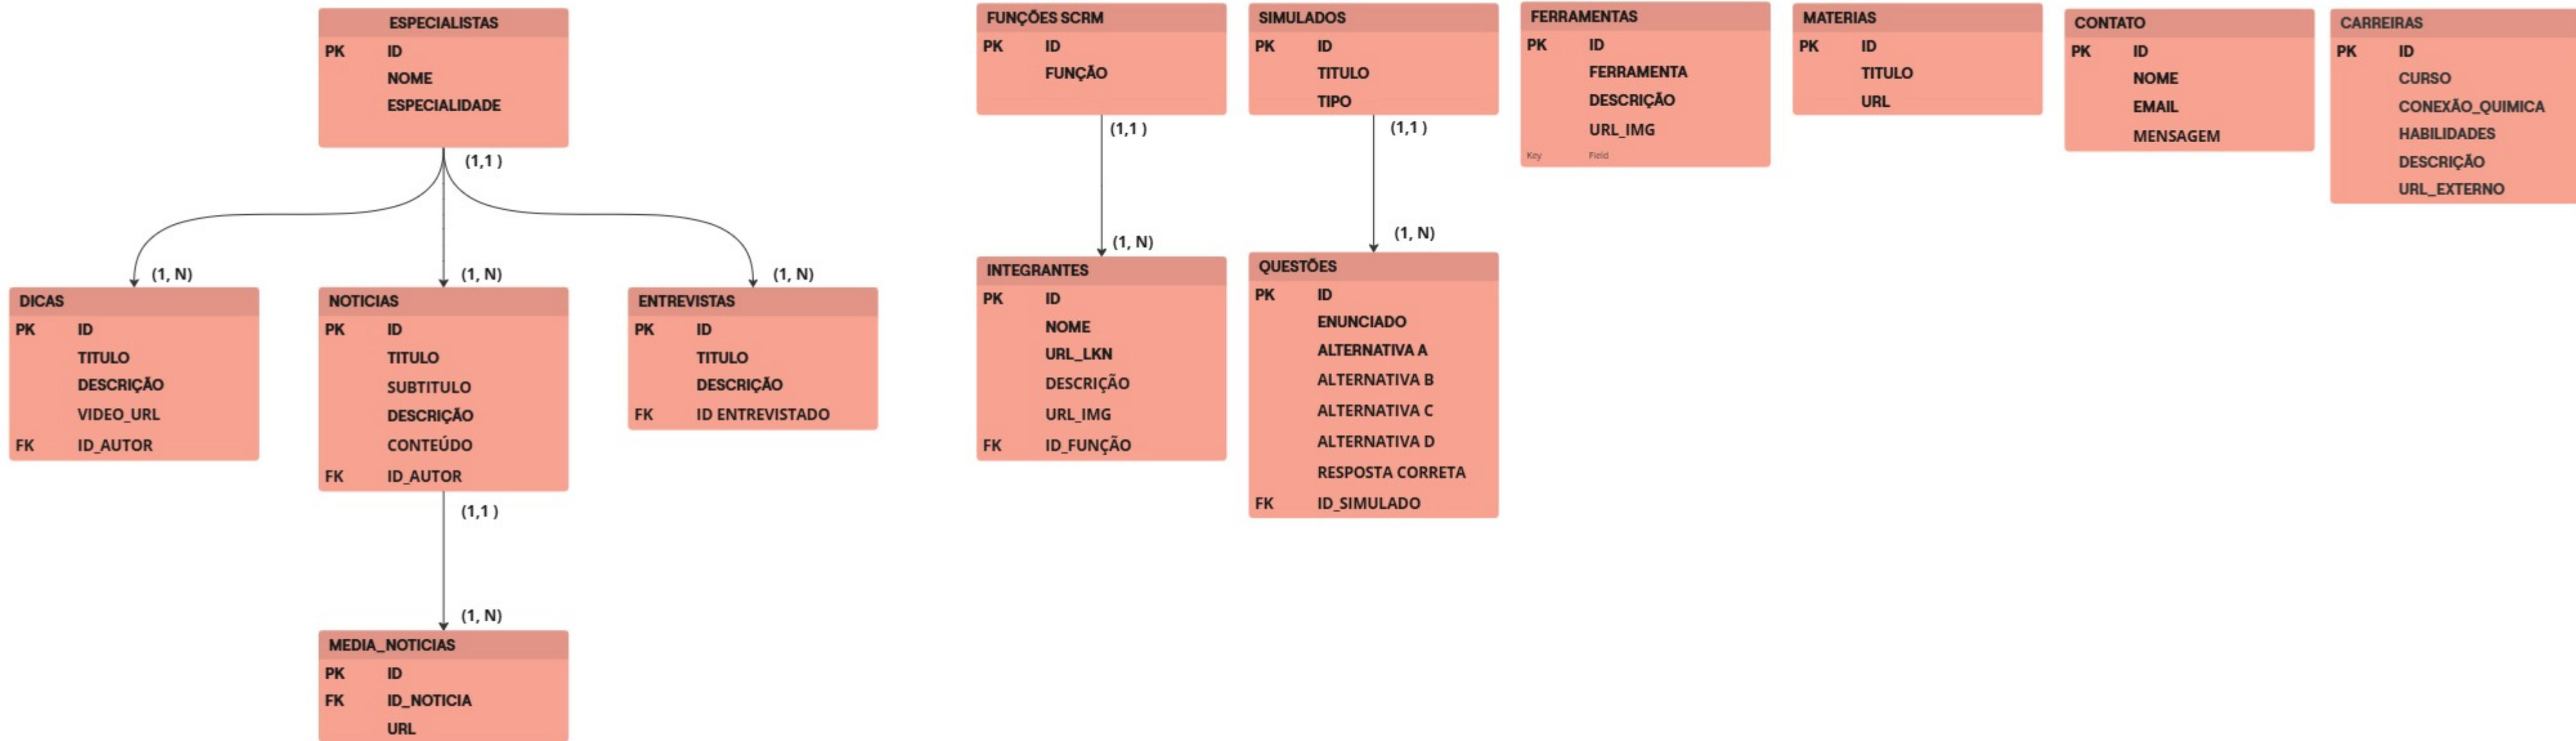 ESPECIALISTAS
PK ID
NOME
ESPECIALIDADE
(1,1 )
(1, N)
(1, N)
(1, N)
DICAS
PK ID
TITULO
DESCRIÇÃO
VIDEO_URL
FK ID_AUTOR
NOTICIAS
PK ID
TITULO
SUBTITULO
DESCRIÇÃO
CONTEÚDO
FK ID_AUTOR
ENTREVISTAS
PK ID
TITULO
DESCRIÇÃO
FK ID ENTREVISTADO
(1,1 )
(1, N)
MEDIA_NOTICIAS
PK ID
FK ID_NOTICIA
URL
FUNÇÕES SCRM
PK ID
FUNÇÃO
(1,1 )
(1, N)
INTEGRANTES
PK ID
NOME
URL_LKN
DESCRIÇÃO
URL_IMG
FK ID_FUNÇÃO
SIMULADOS
PK ID
TITULO
TIPO
(1,1 )
(1, N)
QUESTÕES
PK ID
ENUNCIADO
ALTERNATIVA A
ALTERNATIVA B
ALTERNATIVA C
ALTERNATIVA D
RESPOSTA CORRETA
FK ID_SIMULADO
FERRAMENTAS
PK ID
FERRAMENTA
DESCRIÇÃO
URL_IMG
Key Field
MATERIAS
PK ID
TITULO
URL
CONTATO
PK ID
NOME
EMAIL
MENSAGEM
CARREIRAS
PK ID
CURSO
CONEXÃO_QUIMICA
HABILIDADES
DESCRIÇÃO
URL_EXTERNO